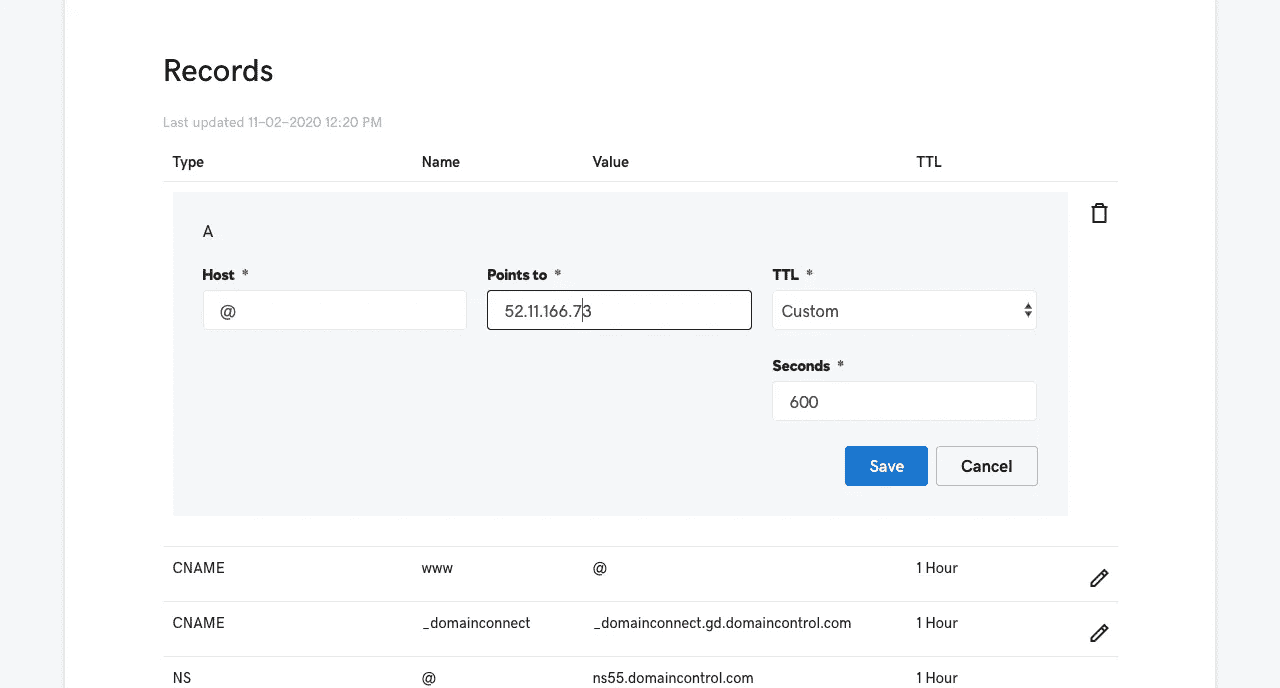 Records
Last updated 11-02-2020 12:20 PM
Type Name Value TTL
A
Host * Points to * TTL *
@ 52.11.166.73 Custom
Seconds *
600
Save Cancel
CNAME www @ 1 Hour
CNAME _domainconnect _domainconnect.gd.domaincontrol.com 1 Hour
NS @ ns55.domaincontrol.com 1 Hour